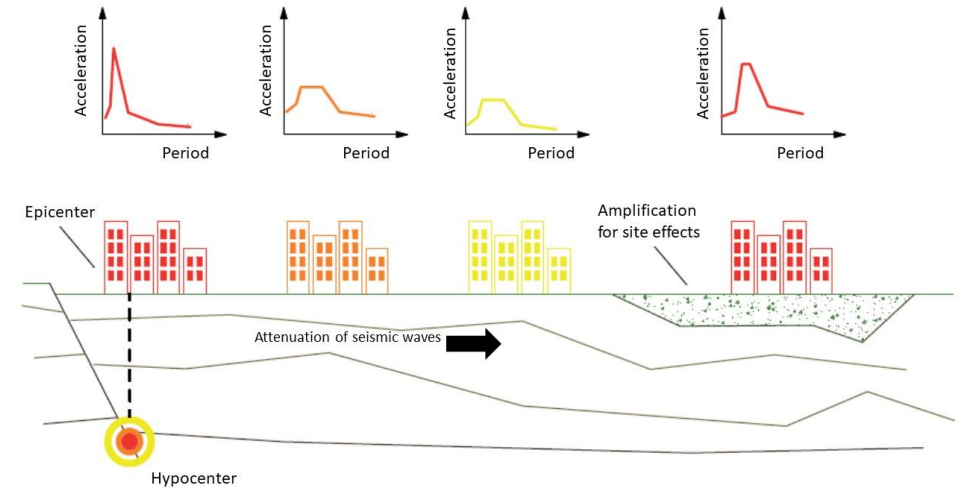 Acceleration
Period
Acceleration
Period
Acceleration
Period
Acceleration
Period
Epicenter
Amplification
for site effects
Attenuation of seismic waves
Hypocenter